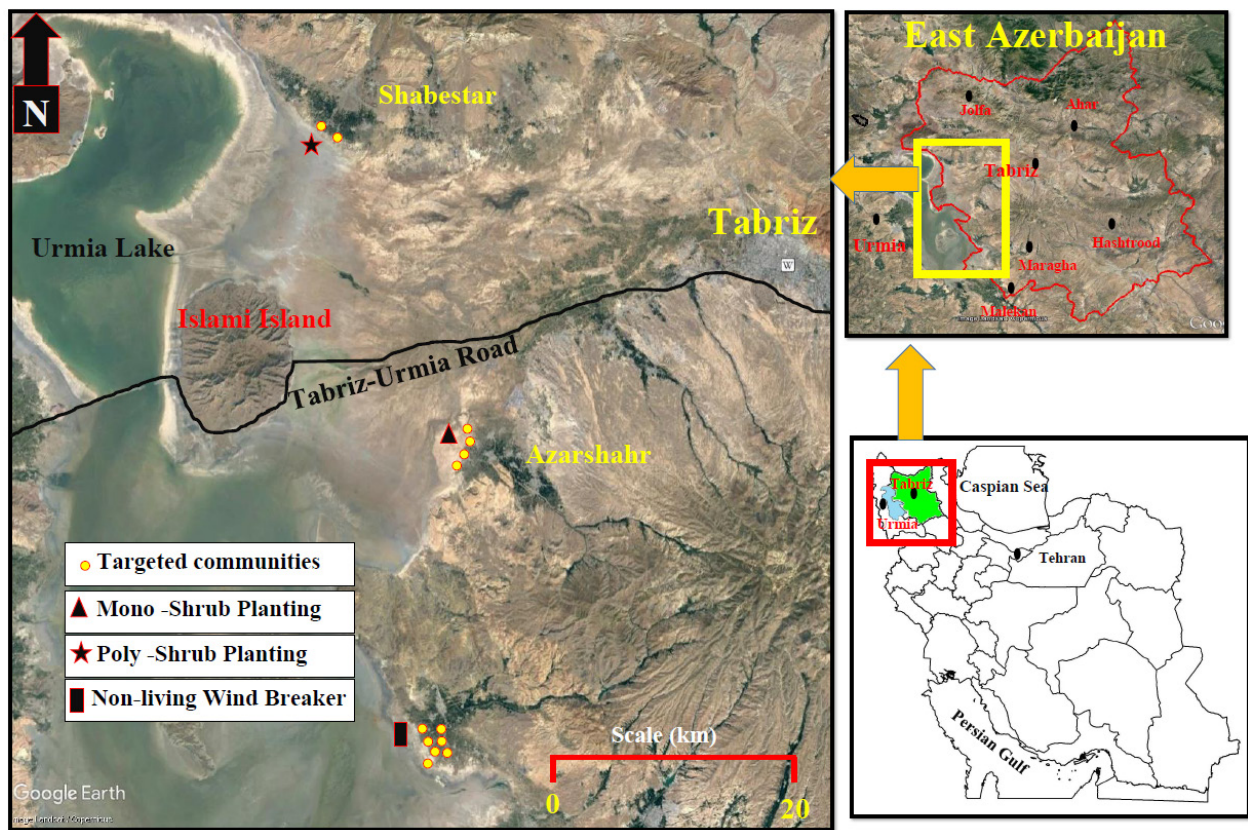 N
Shabestar
Tabriz
W
Urmia Lake
Islami Island
Tabriz-Urmia Road
Azarshahr
Targeted communities
Mono -Shrub Planting
Poly -Shrub Planting
Non-living Wind Breaker
Scale (km)
0
20
Google Earth
East Azerbaijan
Jolfa
Ahar
Tabriz
Urmia
Hashtrood
Maragha
Malekan
Goo
Caspian Sea
Tabriz
Urmia
Tehran
Persian Gulf